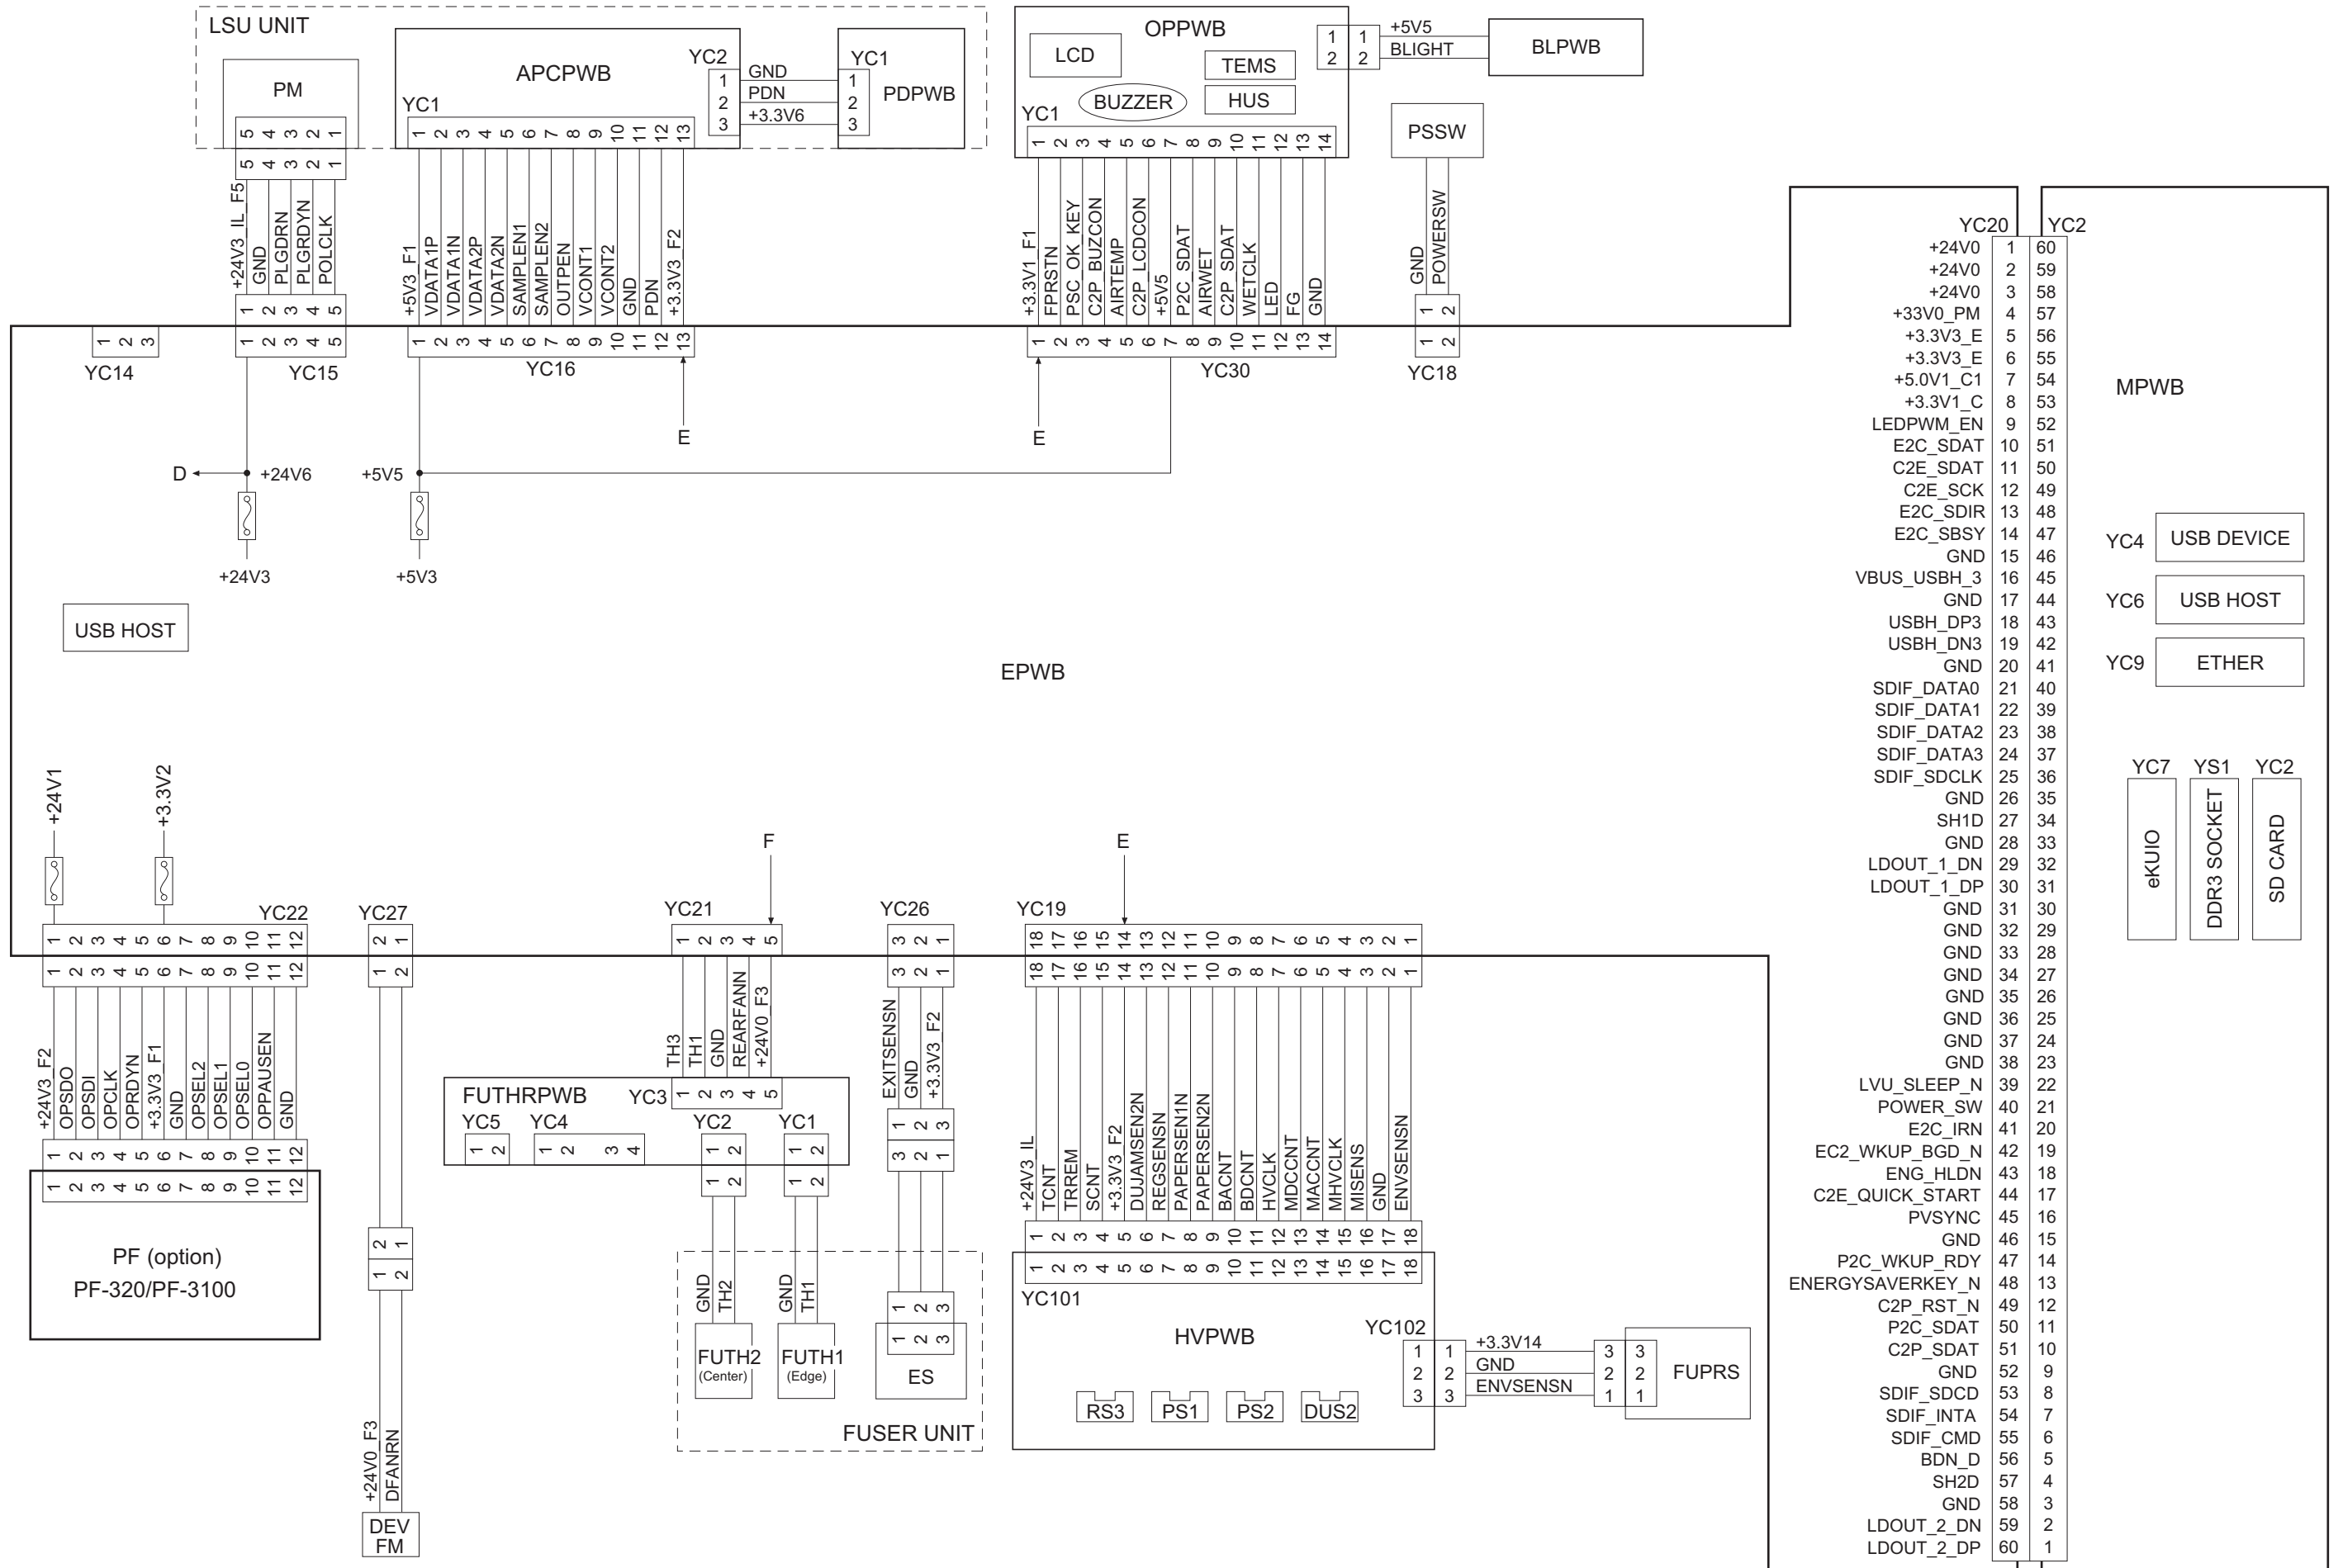 LSU UNIT
PM
5 4 3 2 1
5 4 3 2 1
+24V3_IL_F5
GND
PLGDRN
PLGRDYN
POLCLK
1 2 3 4 5
1 2 3 4 5
YC15
1 2 3
YC14
APCPWB
YC1
1 2 3 4 5 6 7 8 9 10 11 12 13
YC2
1 GND 1
2 PDN 2
3 +3.3V6 3
YC1
PDPWB
+5V3_F1
VDATA1P
VDATA1N
VDATA2P
VDATA2N
SAMPLEN1
SAMPLEN2
OUTPEN
VCONT1
VCONT2
GND
PDN
+3.3V3_F2
1 2 3 4 5 6 7 8 9 10 11 12 13
YC16
E
OPPWB
LCD
TEMS
BUZZER
HUS
YC1
1 2 3 4 5 6 7 8 9 10 11 12 13 14
1 1 +5V5
2 2 BLIGHT
BLPWB
+3.3V1_F1
FPRSTN
PSC_OK_KEY
C2P_BUZCON
AIRTEMP
C2P_LCDCON
+5V5
P2C_SDAT
AIRWET
C2P_SDAT
WETCLK
LED
FG
GND
1 2 3 4 5 6 7 8 9 10 11 12 13 14
YC30
E
PSSW
GND
POWERSW
1 2
1 2
YC18
D
+24V6
+24V3
+5V5
+5V3
USB HOST
EPWB
YC20 YC2
+24V0 1 60
+24V0 2 59
+24V0 3 58
+33V0_PM 4 57
+3.3V3_E 5 56
+3.3V3_E 6 55
+5.0V1_C1 7 54
+3.3V1_C 8 53
LEDPWM_EN 9 52
E2C_SDAT 10 51
C2E_SDAT 11 50
C2E_SCK 12 49
E2C_SDIR 13 48
E2C_SBSY 14 47
GND 15 46
VBUS_USBH_3 16 45
GND 17 44
USBH_DP3 18 43
USBH_DN3 19 42
GND 20 41
SDIF_DATA0 21 40
SDIF_DATA1 22 39
SDIF_DATA2 23 38
SDIF_DATA3 24 37
SDIF_SDCLK 25 36
GND 26 35
SH1D 27 34
GND 28 33
LDOUT_1_DN 29 32
LDOUT_1_DP 30 31
GND 31 30
GND 32 29
GND 33 28
GND 34 27
GND 35 26
GND 36 25
GND 37 24
GND 38 23
LVU_SLEEP_N 39 22
POWER_SW 40 21
E2C_IRN 41 20
EC2_WKUP_BGD_N 42 19
ENG_HLDN 43 18
C2E_QUICK_START 44 17
PVSYNC 45 16
GND 46 15
P2C_WKUP_RDY 47 14
ENERGYSAVERKEY_N 48 13
C2P_RST_N 49 12
P2C_SDAT 50 11
C2P_SDAT 51 10
GND 52 9
SDIF_SDCD 53 8
SDIF_INTA 54 7
SDIF_CMD 55 6
BDN_D 56 5
SH2D 57 4
GND 58 3
LDOUT_2_DN 59 2
LDOUT_2_DP 60 1
MPWB
YC4 USB DEVICE
YC6 USB HOST
YC9 ETHER
YC7 YS1 YC2
eKUIO
DDR3 SOCKET
SD CARD
+24V1
+3.3V2
YC22
1 2 3 4 5 6 7 8 9 10 11 12
1 2 3 4 5 6 7 8 9 10 11 12
+24V3_F2
OPSDO
OPSDI
OPCLK
OPRDYN
+3.3V3_F1
GND
OPSEL2
OPSEL1
OPSEL0
OPPAUSEN
GND
1 2 3 4 5 6 7 8 9 10 11 12
1 2 3 4 5 6 7 8 9 10 11 12
PF (option)
PF-320/PF-3100
YC27
2 1
1 2
2 1
1 2
+24V0_F3
DFANRN
DEV
FM
F
YC21
1 2 3 4 5
TH3
TH1
GND
REARFANN
+24V0_F3
FUTHRPWB
YC3
1 2 3 4 5
YC5
1 2
YC4
1 2 3 4
YC2
1 2
1 2
YC1
1 2
1 2
GND
TH2
GND
TH1
FUTH2
(Center)
FUTH1
(Edge)
YC26
3 2 1
3 2 1
EXITSENSN
GND
+3.3V3_F2
1 2 3
3 2 1
1 2 3
1 2 3
ES
FUSER UNIT
E
YC19
18 17 16 15 14 13 12 11 10 9 8 7 6 5 4 3 2 1
18 17 16 15 14 13 12 11 10 9 8 7 6 5 4 3 2 1
+24V3_IL
TCNT
TRREM
SCNT
+3.3V3_F2
DUJAMSEN2N
REGSENSN
PAPERSEN1N
PAPERSEN2N
BACNT
BDCNT
HVCLK
MDCCNT
MACCNT
MHVCLK
MISENS
GND
ENVSENSN
1 2 3 4 5 6 7 8 9 10 11 12 13 14 15 16 17 18
1 2 3 4 5 6 7 8 9 10 11 12 13 14 15 16 17 18
YC101
HVPWB
RS3
PS1
PS2
DUS2
YC102
1 1 +3.3V14 3 3
2 2 GND 2 2
3 3 ENVSENSN 1 1
FUPRS